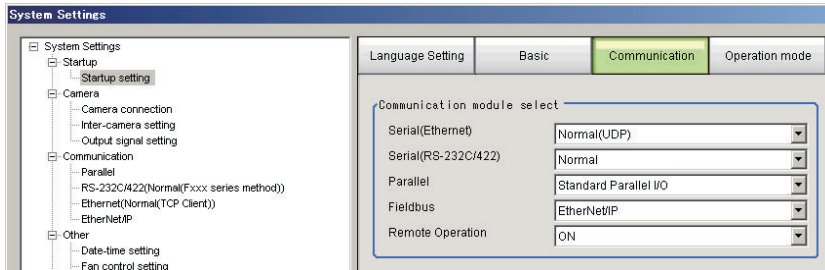 System Settings
System Settings
Startup
Startup setting
Camera
Camera connection
Inter-camera setting
Output signal setting
Communication
Parallel
RS-232C/422(Normal(Fxxx series method))
Ethernet(Normal(TCP Client))
EtherNet/IP
Other
Date-time setting
Fan control setting
Language Setting
Basic
Communication
Operation mode
Communication module select
Serial(Ethernet) Normal(UDP)
Serial(RS-232C/422) Normal
Parallel Standard Parallel I/O
Fieldbus EtherNet/IP
Remote Operation ON